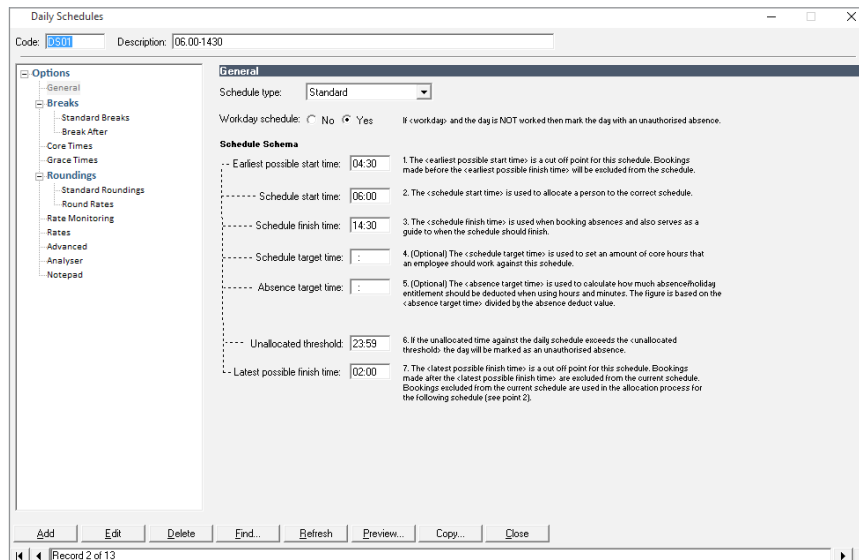 Daily Schedules
Code: DS01 Description: 06.00-1430
Options
General
Breaks
Standard Breaks
Break After
Core Times
Grace Times
Roundings
Standard Roundings
Round Rates
Rate Monitoring
Rates
Advanced
Analyser
Notepad
General
Schedule type: Standard
Workday schedule: No Yes If <workday> and the day is NOT worked then mark the day with an unauthorised absence.
Schedule Schema
Earliest possible start time: 04:30
1. The <earliest possible start time> is a cut off point for this schedule. Bookings
made before the <earliest possible start time> will be excluded from the schedule.
Schedule start time: 06:00
2. The <schedule start time> is used to allocate a person to the correct schedule.
Schedule finish time: 14:30
3. The <schedule finish time> is used when booking absences and also serves as a
guide to when the schedule should finish.
Schedule target time: :
4. (Optional) The <schedule target time> is used to set an amount of core hours that
an employee should work against this schedule.
Absence target time: :
5. (Optional) The <absence target time> is used to calculate how much absence/holiday
entitlement should be deducted when using hours and minutes. The figure is based on the
<absence target time> divided by the absence deduct value.
Unallocated threshold: 23:59
6. If the unallocated time against the daily schedule exceeds the <unallocated
threshold> the day will be marked as an unauthorised absence.
Latest possible finish time: 02:00
7. The <latest possible finish time> is a cut off point for this schedule. Bookings
made after the <latest possible finish time> are excluded from the current schedule.
Bookings excluded from the current schedule are used in the allocation process for
the following schedule (see point 2).
Add Edit Delete Find... Refresh Preview... Copy... Close
Record 2 of 13